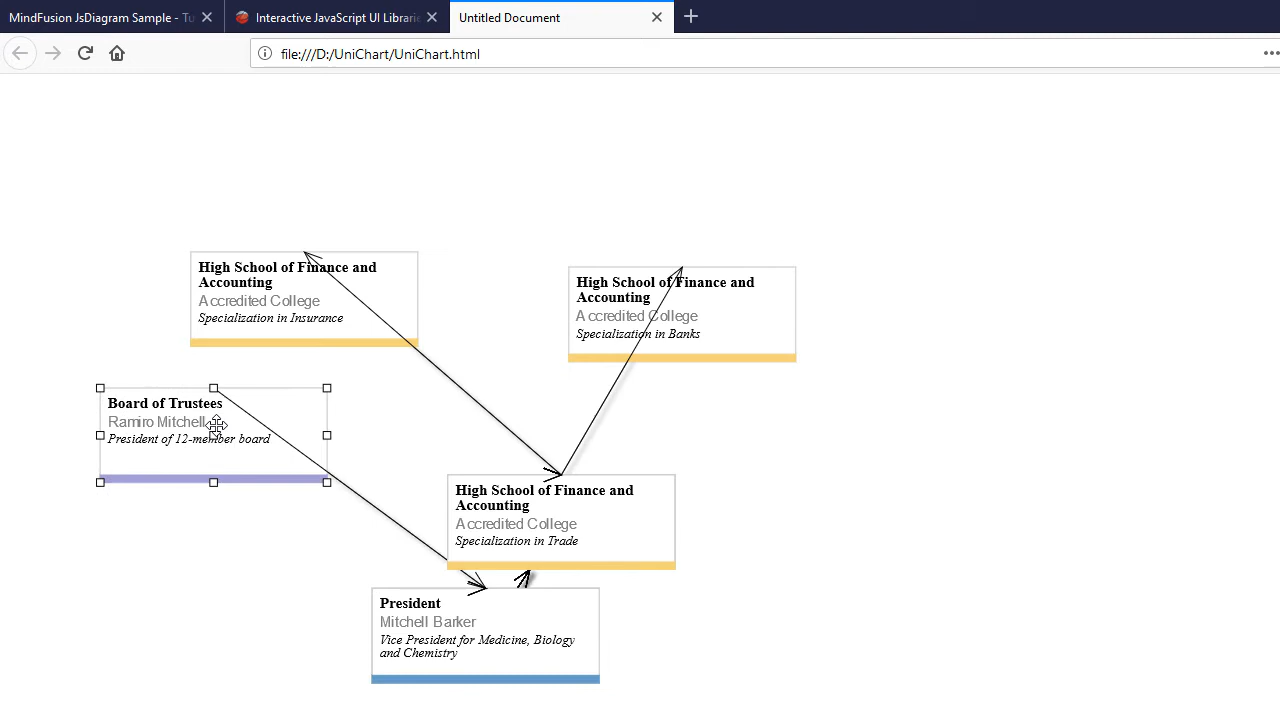 MindFusion JsDiagram Sample - Tu
Interactive JavaScript UI Librarie
Untitled Document
file:///D:/UniChart/UniChart.html
High School of Finance and
Accounting
Accredited College
Specialization in Insurance
High School of Finance and
Accounting
Accredited College
Specialization in Banks
Board of Trustees
Ramiro Mitchell
President of 12-member board
High School of Finance and
Accounting
Accredited College
Specialization in Trade
President
Mitchell Barker
Vice President for Medicine, Biology
and Chemistry